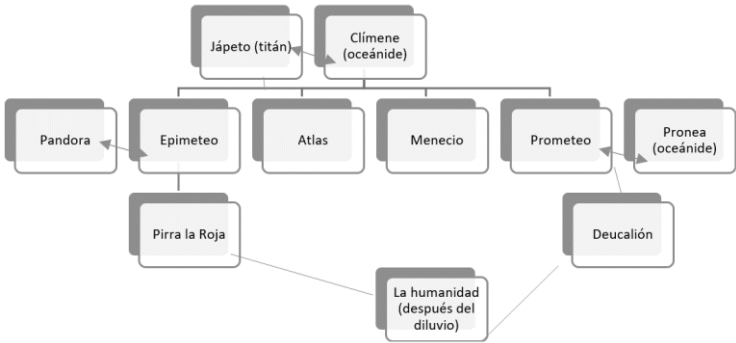 Jápeto (titán)
Clímene
(oceánide)
Pandora
Epimeteo
Atlas
Menecio
Prometeo
Pronea
(oceánide)
Pirra la Roja
Deucalión
La humanidad
(después del
diluvio)